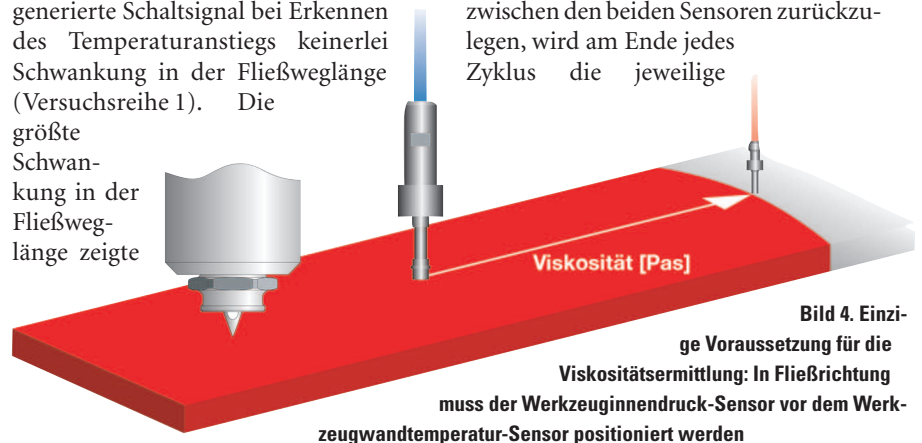 generierte Schaltsignal bei Erkennen
des Temperaturanstiegs keinerlei
Schwankung in der Fließweglänge
(Versuchsreihe 1). Die
größte
Schwan-
kung in der
Fließweg-
länge zeigte
zwischen den beiden Sensoren zurückzu-
legen, wird am Ende jedes
Zyklus die jeweilige
Viskosität [Pas]
Bild 4. Einzi-
ge Voraussetzung für die
Viskositätsermittlung: In Fließrichtung
muss der Werkzeuginnendruck-Sensor vor dem Werk-
zeugwandtemperatur-Sensor positioniert werden